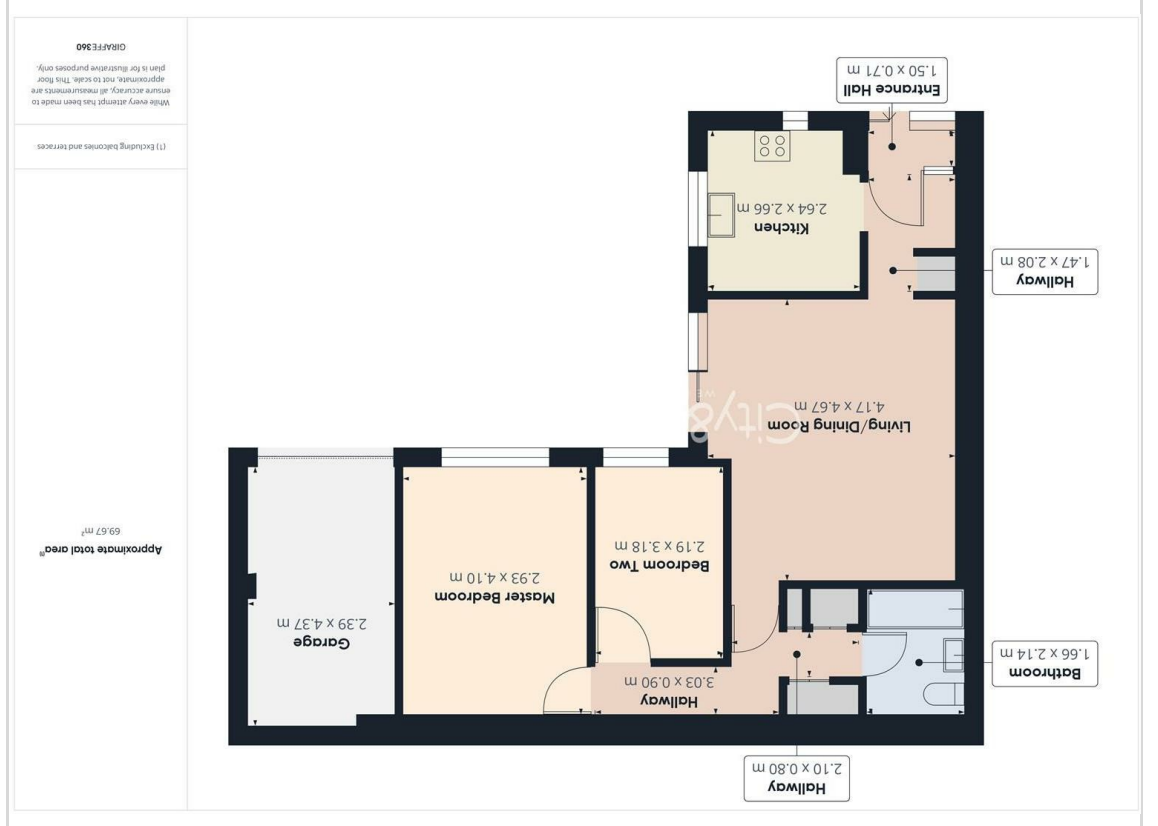 Hallway
2.10 x 0.80 m
Bathroom
1.66 x 2.14 m
Hallway
3.03 x 0.90 m
Garage
2.39 x 4.37 m
Master Bedroom
2.93 x 4.10 m
Bedroom Two
2.19 x 3.18 m
Living/Dining Room
4.17 x 4.67 m
City&
Hallway
1.47 x 2.08 m
Kitchen
2.64 x 2.66 m
Entrance Hall
1.50 x 0.71 m
Approximate total area⁽¹⁾
69.67 m²
(1) Excluding balconies and terraces
While every attempt has been made to
ensure accuracy, all measurements are
approximate, not to scale. This floor
plan is for illustrative purposes only.
GIRAFFE360